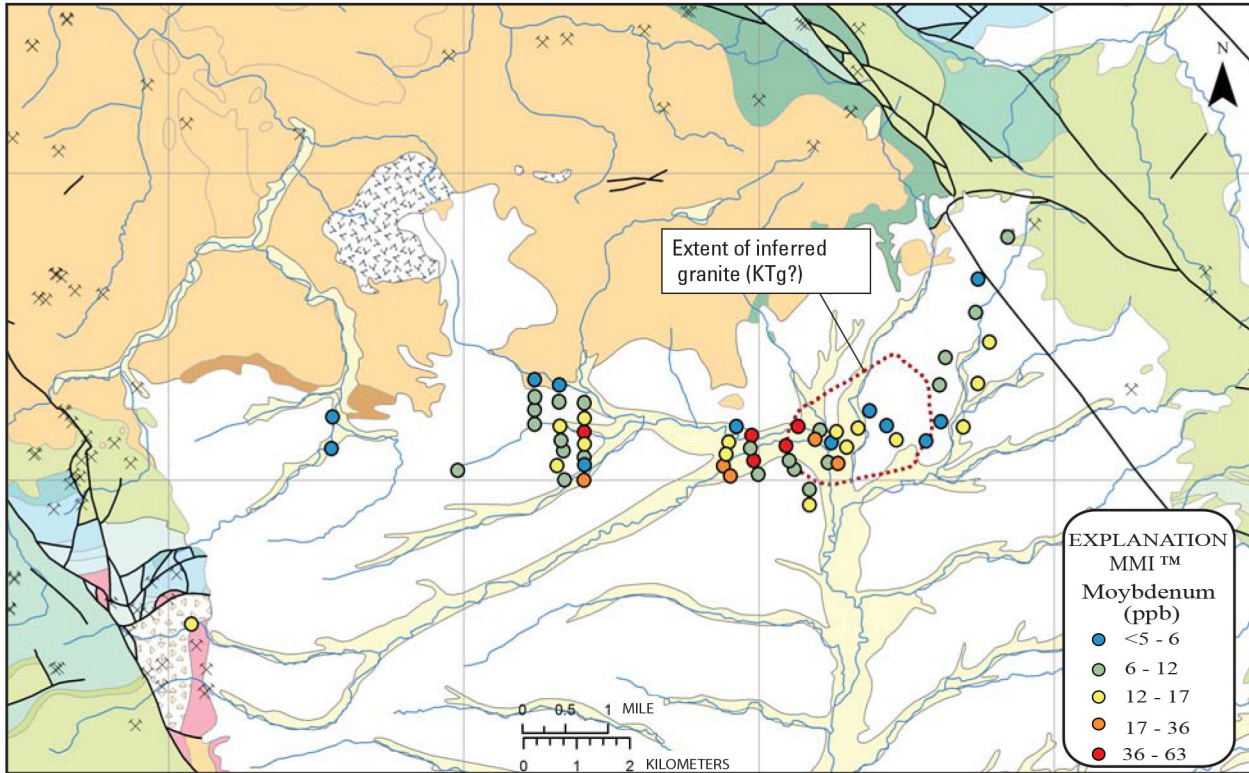 N
Extent of inferred
granite (KTg?)
EXPLANATION
MMI ™
Moybdenum
(ppb)
<5 - 6
6 - 12
12 - 17
17 - 36
36 - 63
0 0.5 1 MILE
0 1 2 KILOMETERS